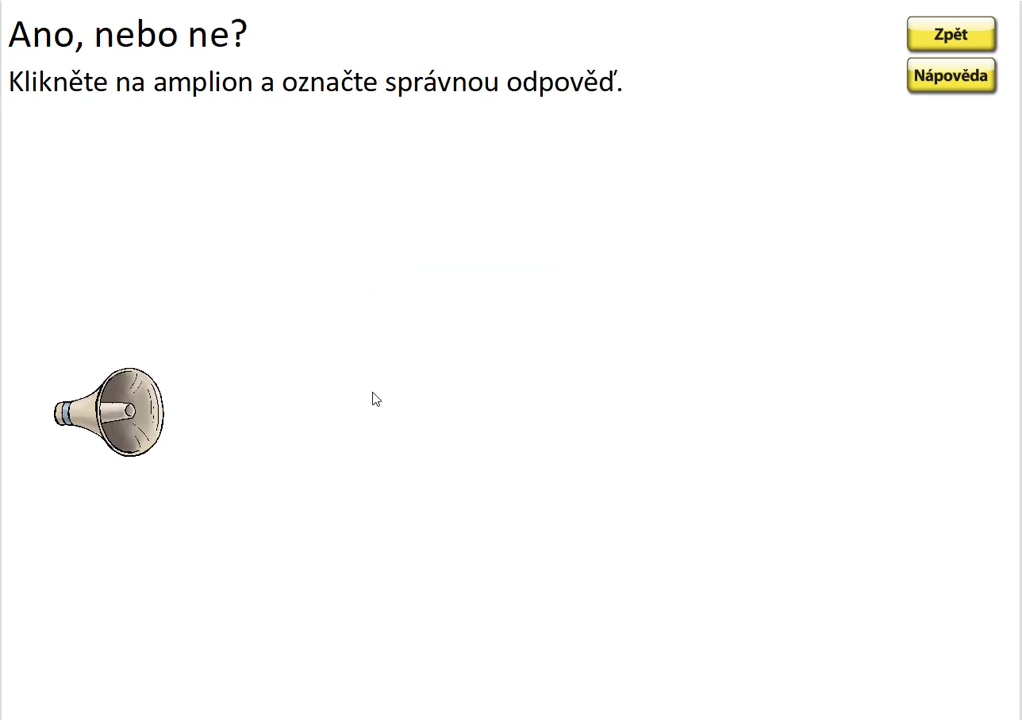 Ano, nebo ne?
Zpět
Klikněte na amplion a označte správnou odpověď.
Nápověda